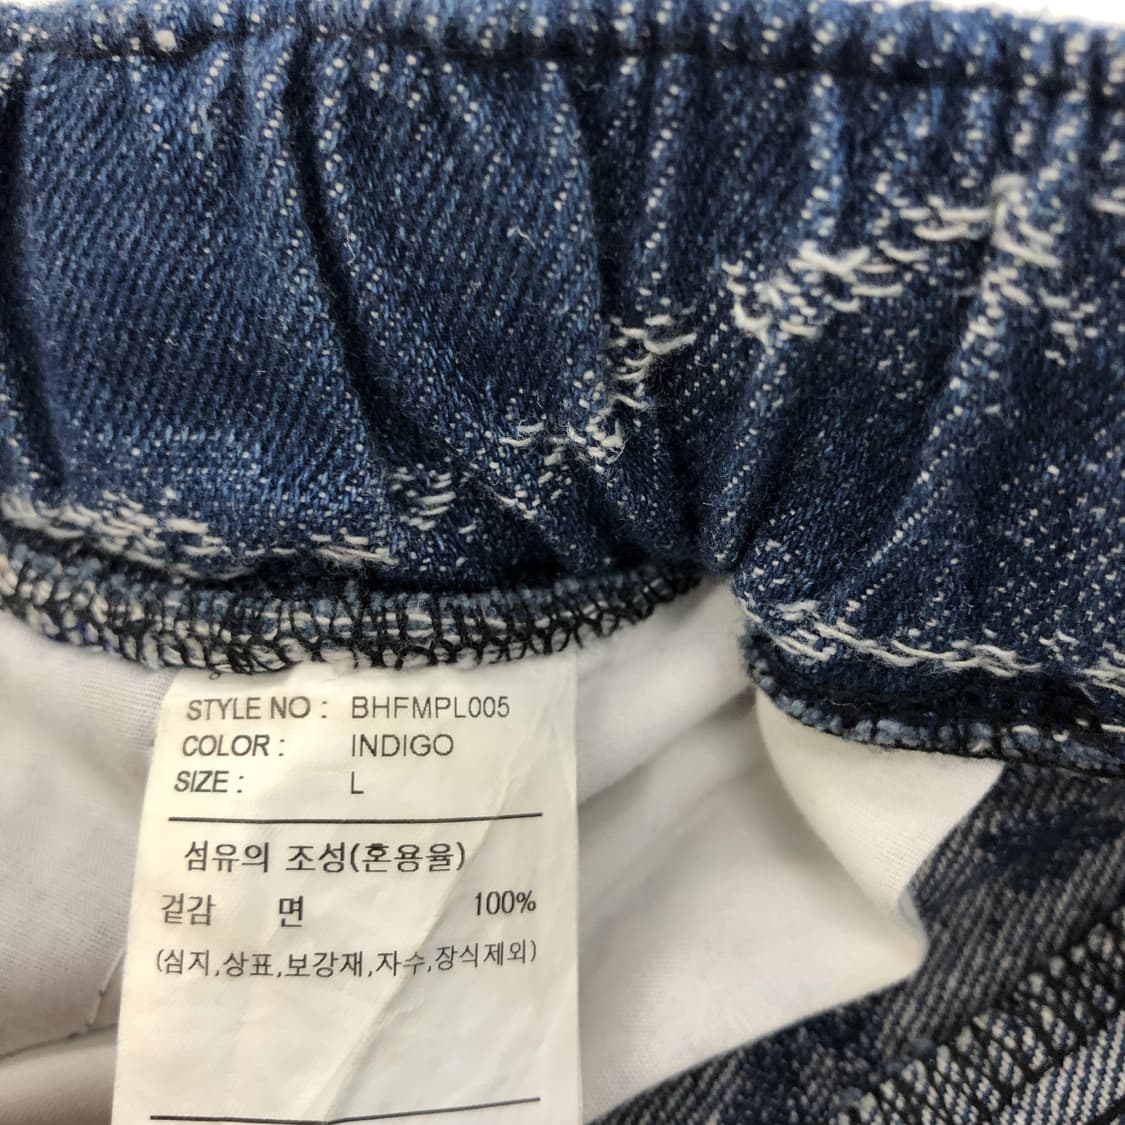 STYLE NO : BHFMPL005
COLOR : INDIGO
SIZE : L
섬유의 조성(혼용율)
겉감 면 100%
(심지,상표,보강재,자수,장식제외)